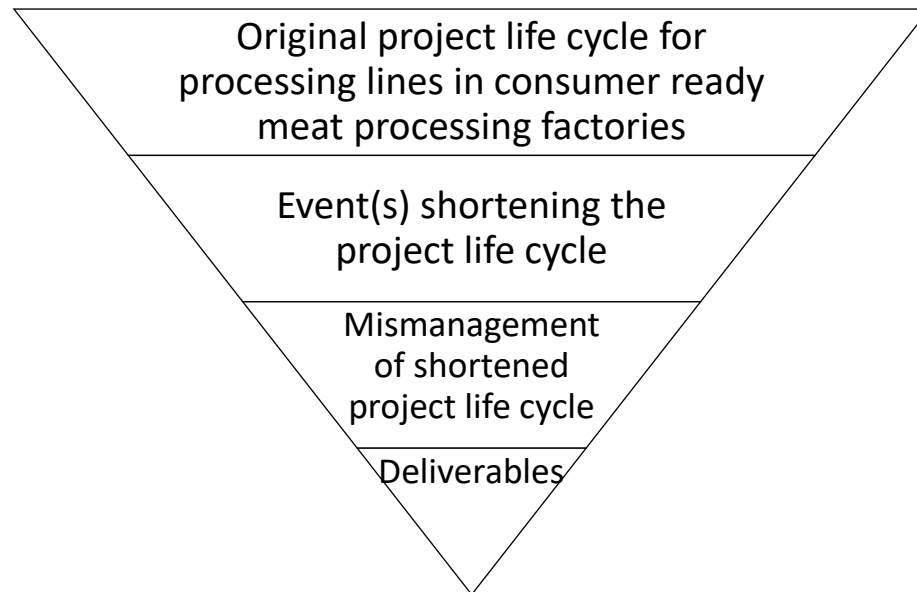 Original project life cycle for
processing lines in consumer ready
meat processing factories
Event(s) shortening the
project life cycle
Mismanagement
of shortened
project life cycle
Deliverables